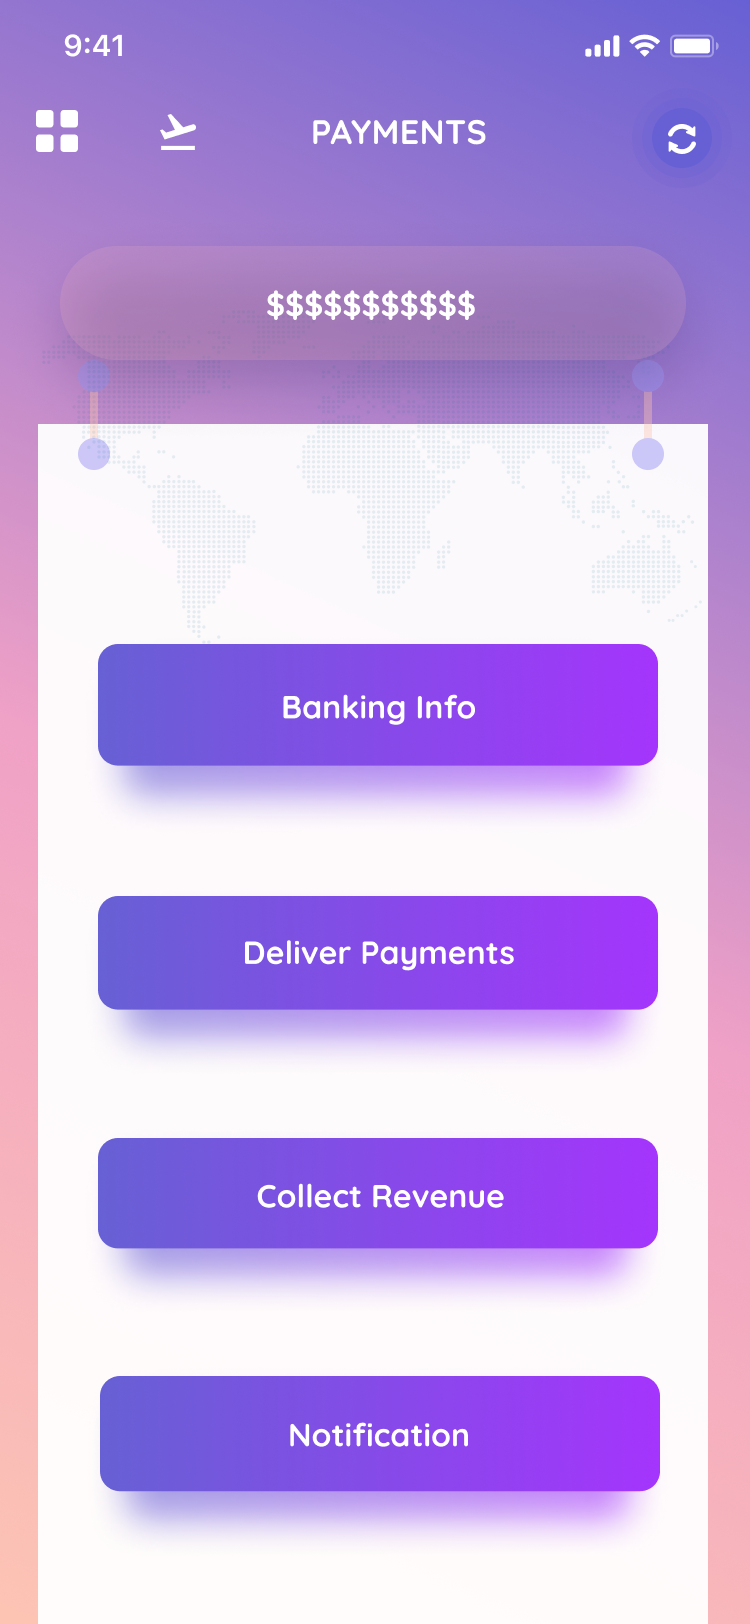 9:41
PAYMENTS
$$$$$$$$$$$
Banking Info
Deliver Payments
Collect Revenue
Notification